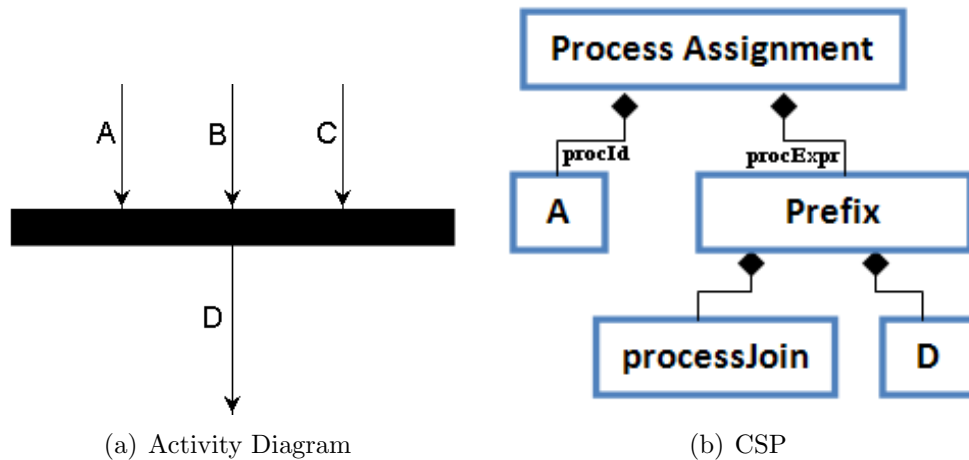 A
B
C
D
(a) Activity Diagram
Process Assignment
procId
procExpr
A
Prefix
processJoin
D
(b) CSP